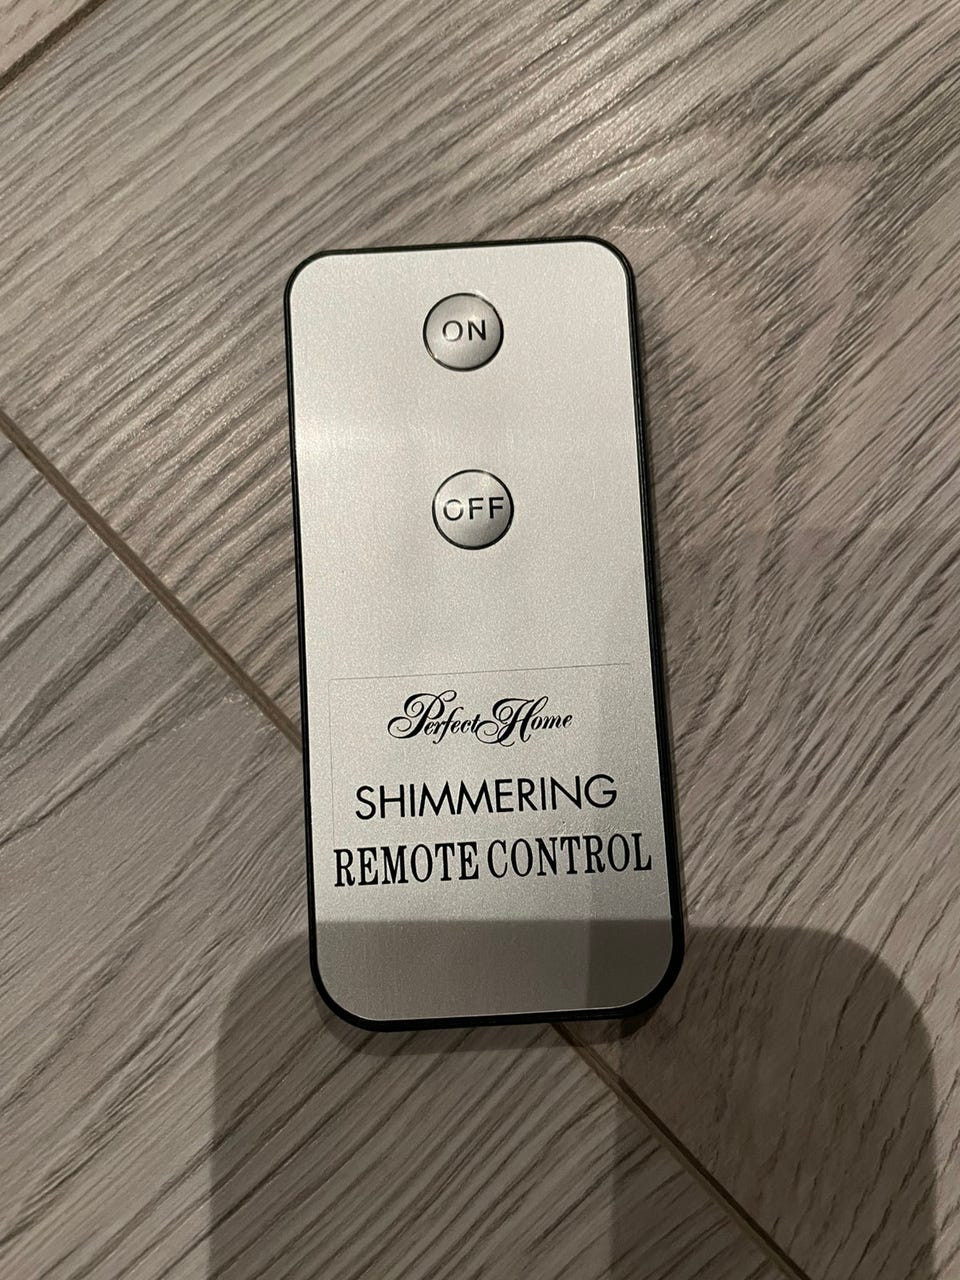 ON
OFF
Perfect Home
SHIMMERING
REMOTE CONTROL